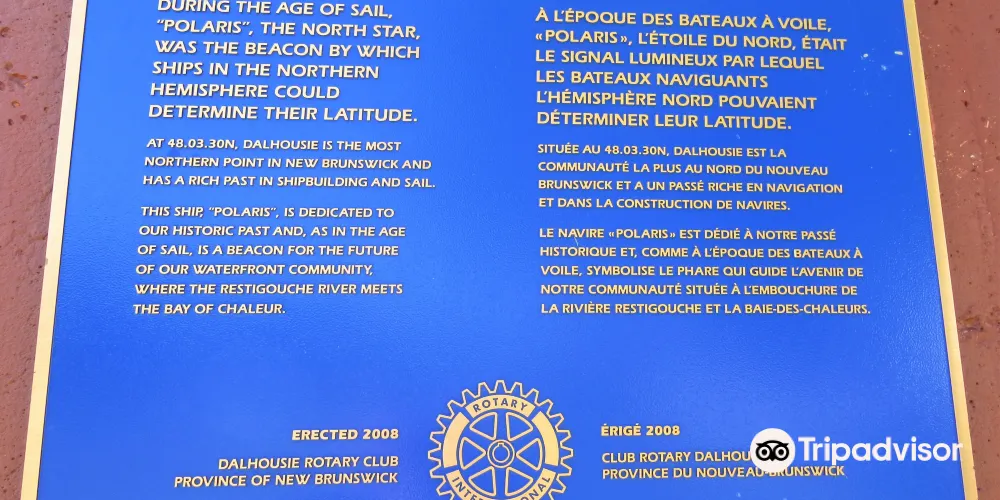 DURING THE AGE OF SAIL,
"POLARIS", THE NORTH STAR,
WAS THE BEACON BY WHICH
SHIPS IN THE NORTHERN
HEMISPHERE COULD
DETERMINE THEIR LATITUDE.
AT 48.03.30N, DALHOUSIE IS THE MOST
NORTHERN POINT IN NEW BRUNSWICK AND
HAS A RICH PAST IN SHIPBUILDING AND SAIL.
THIS SHIP, "POLARIS", IS DEDICATED TO
OUR HISTORIC PAST AND, AS IN THE AGE
OF SAIL, IS A BEACON FOR THE FUTURE
OF OUR WATERFRONT COMMUNITY,
WHERE THE RESTIGOUCHE RIVER MEETS
THE BAY OF CHALEUR.
ERECTED 2008
DALHOUSIE ROTARY CLUB
PROVINCE OF NEW BRUNSWICK
À L'ÉPOQUE DES BATEAUX À VOILE,
«POLARIS», L'ÉTOILE DU NORD, ÉTAIT
LE SIGNAL LUMINEUX PAR LEQUEL
LES BATEAUX NAVIGUANTS
L'HÉMISPHÈRE NORD POUVAIENT
DÉTERMINER LEUR LATITUDE.
SITUÉE AU 48.03.30N, DALHOUSIE EST LA
COMMUNAUTÉ LA PLUS AU NORD DU NOUVEAU
BRUNSWICK ET A UN PASSÉ RICHE EN NAVIGATION
ET DANS LA CONSTRUCTION DE NAVIRES.
LE NAVIRE «POLARIS» EST DÉDIÉ À NOTRE PASSÉ
HISTORIQUE ET, COMME À L'ÉPOQUE DES BATEAUX À
VOILE, SYMBOLISE LE PHARE QUI GUIDE L'AVENIR DE
NOTRE COMMUNAUTÉ SITUÉE À L'EMBOUCHURE DE
LA RIVIÈRE RESTIGOUCHE ET LA BAIE-DES-CHALEURS.
ÉRIGÉ 2008
CLUB ROTARY DALHOU
PROVINCE DU NOUVEAU-BRUNSWICK
ROTARY
INTERNATIONAL
Tripadvisor